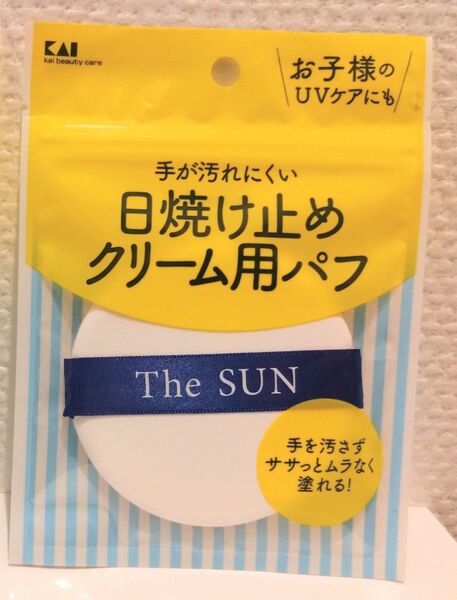 KAI
kai beauty care
お子様の
UVケアにも
手が汚れにくい
日焼け止め
クリーム用パフ
The SUN
手を汚さず
ササっとムラなく
塗れる!